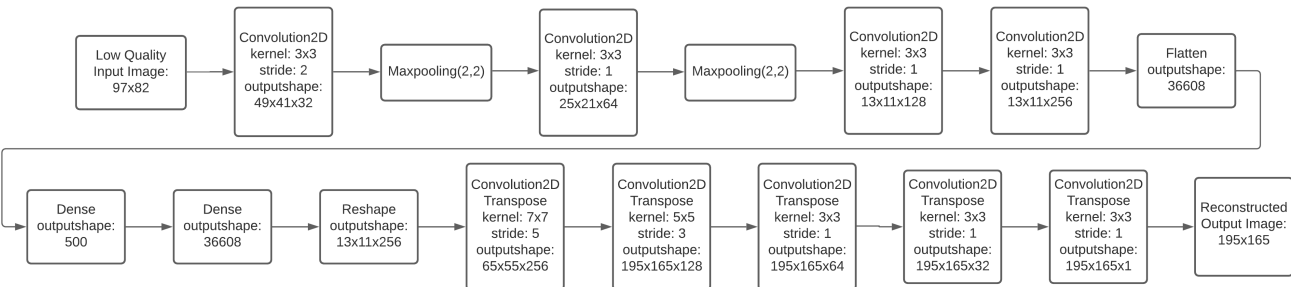 Low Quality
Input Image:
97x82
Convolution2D
kernel: 3x3
stride: 2
outputshape:
49x41x32
Maxpooling(2,2)
Convolution2D
kernel: 3x3
stride: 1
outputshape:
25x21x64
Maxpooling(2,2)
Convolution2D
kernel: 3x3
stride: 1
outputshape:
13x11x128
Convolution2D
kernel: 3x3
stride: 1
outputshape:
13x11x256
Flatten
outputshape:
36608
Dense
outputshape:
500
Dense
outputshape:
36608
Reshape
outputshape:
13x11x256
Convolution2D
Transpose
kernel: 7x7
stride: 5
outputshape:
65x55x256
Convolution2D
Transpose
kernel: 5x5
stride: 3
outputshape:
195x165x128
Convolution2D
Transpose
kernel: 3x3
stride: 1
outputshape:
195x165x64
Convolution2D
Transpose
kernel: 3x3
stride: 1
outputshape:
195x165x32
Convolution2D
Transpose
kernel: 3x3
stride: 1
outputshape:
195x165x1
Reconstructed
Output Image:
195x165